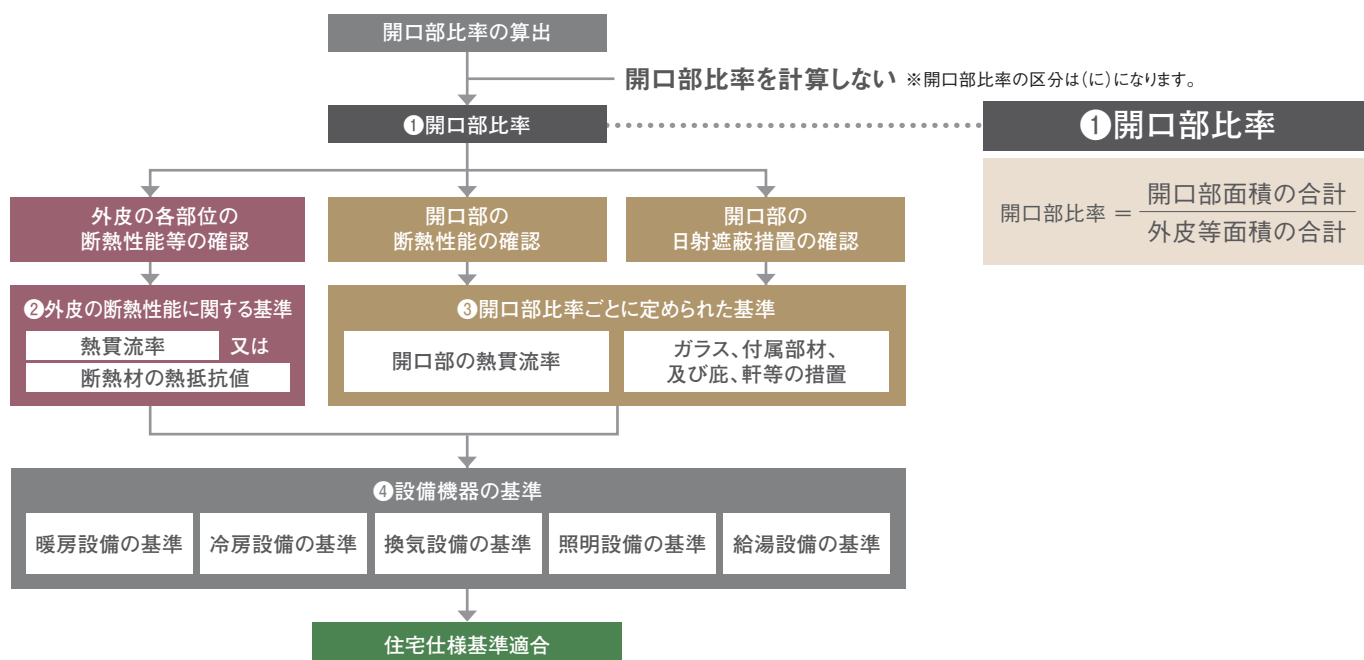 開口部比率の算出
開口部比率を計算しない ※開口部比率の区分は(に)になります。
❶開口部比率
❶開口部比率
開口部比率 = 開口部面積の合計
外皮等面積の合計
外皮の各部位の
断熱性能等の確認
開口部の
断熱性能の確認
開口部の
日射遮蔽措置の確認
❷外皮の断熱性能に関する基準
熱貫流率 又は
断熱材の熱抵抗値
❸開口部比率ごとに定められた基準
開口部の熱貫流率
ガラス、付属部材、
及び庇、軒等の措置
❹設備機器の基準
暖房設備の基準
冷房設備の基準
換気設備の基準
照明設備の基準
給湯設備の基準
住宅仕様基準適合